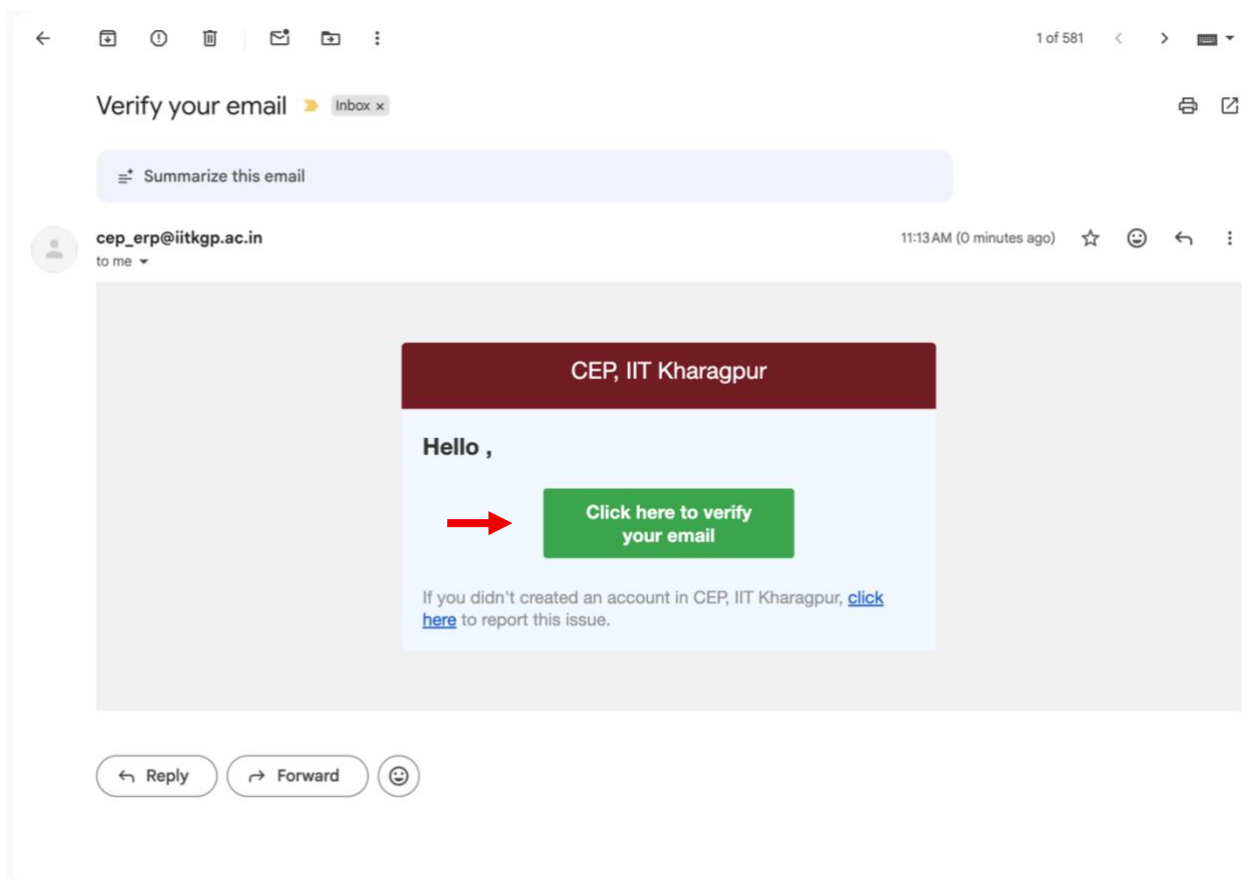 1 of 581
Verify your email
Inbox ×
Summarize this email
cep_erp@iitkgp.ac.in
11:13 AM (0 minutes ago)
to me
CEP, IIT Kharagpur
Hello ,
Click here to verify
your email
If you didn't created an account in CEP, IIT Kharagpur, click
here to report this issue.
Reply
Forward